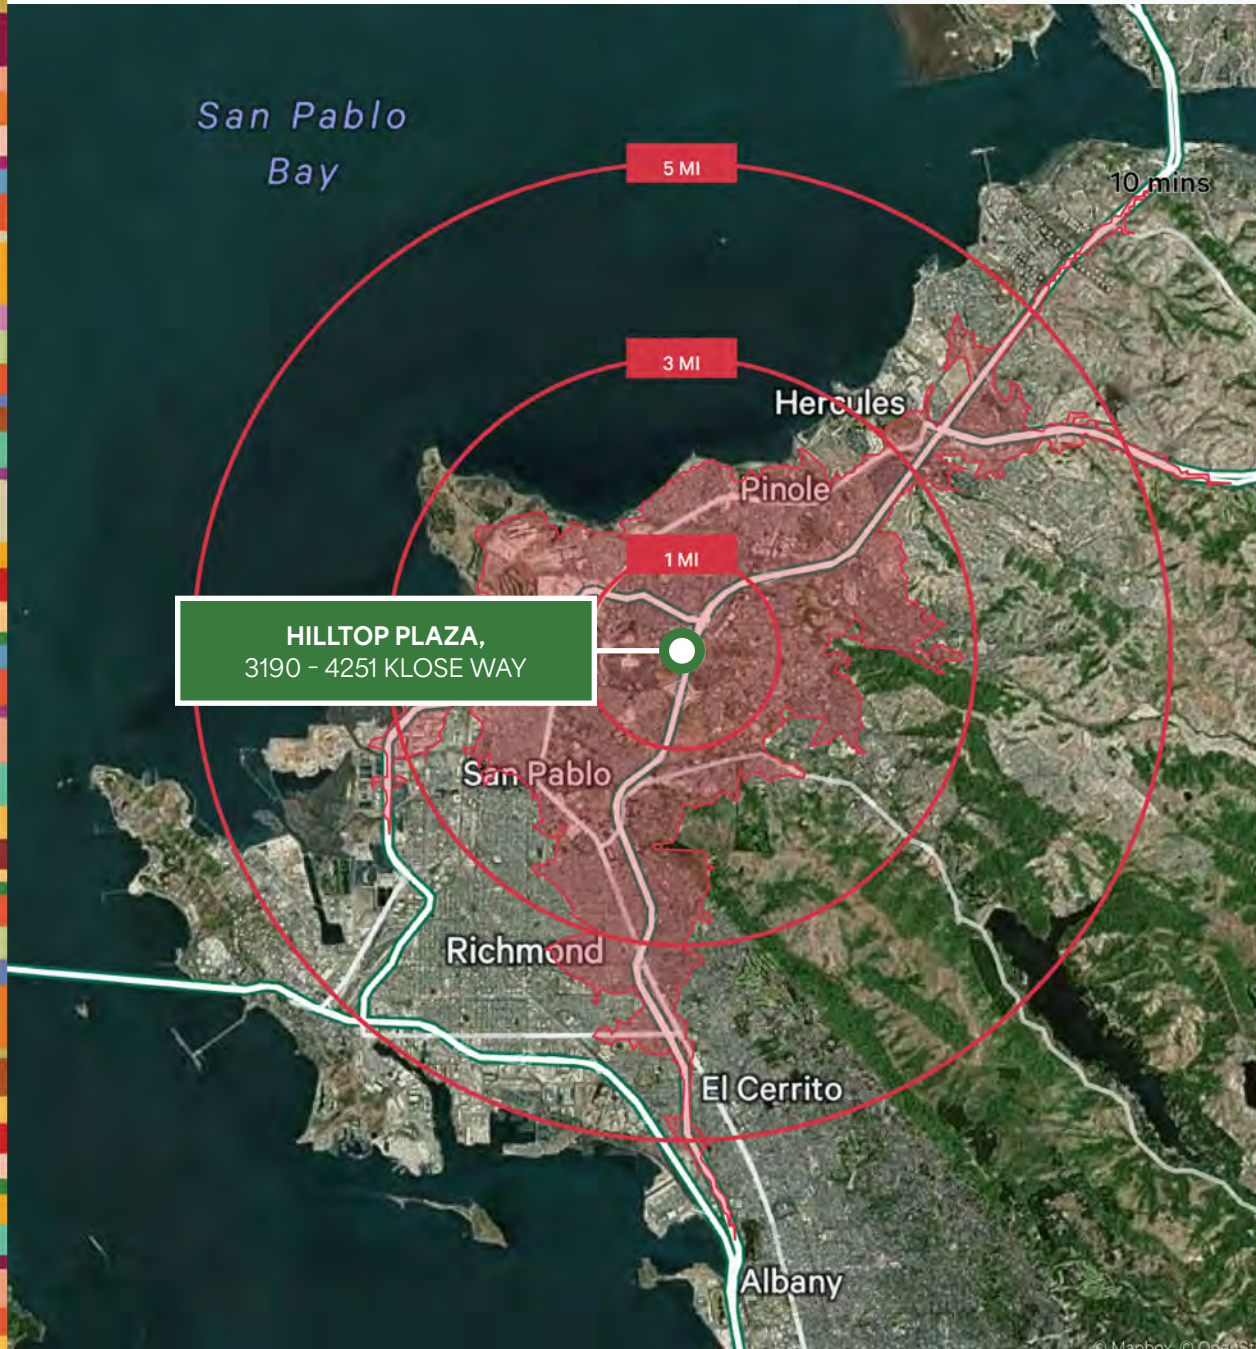 San Pablo
Bay
5 MI
10 mins
3 MI
Hercules
Pinole
1 MI
HILLTOP PLAZA,
3190 - 4251 KLOSE WAY
San Pablo
Richmond
El Cerrito
Albany
© Mapbox, ©